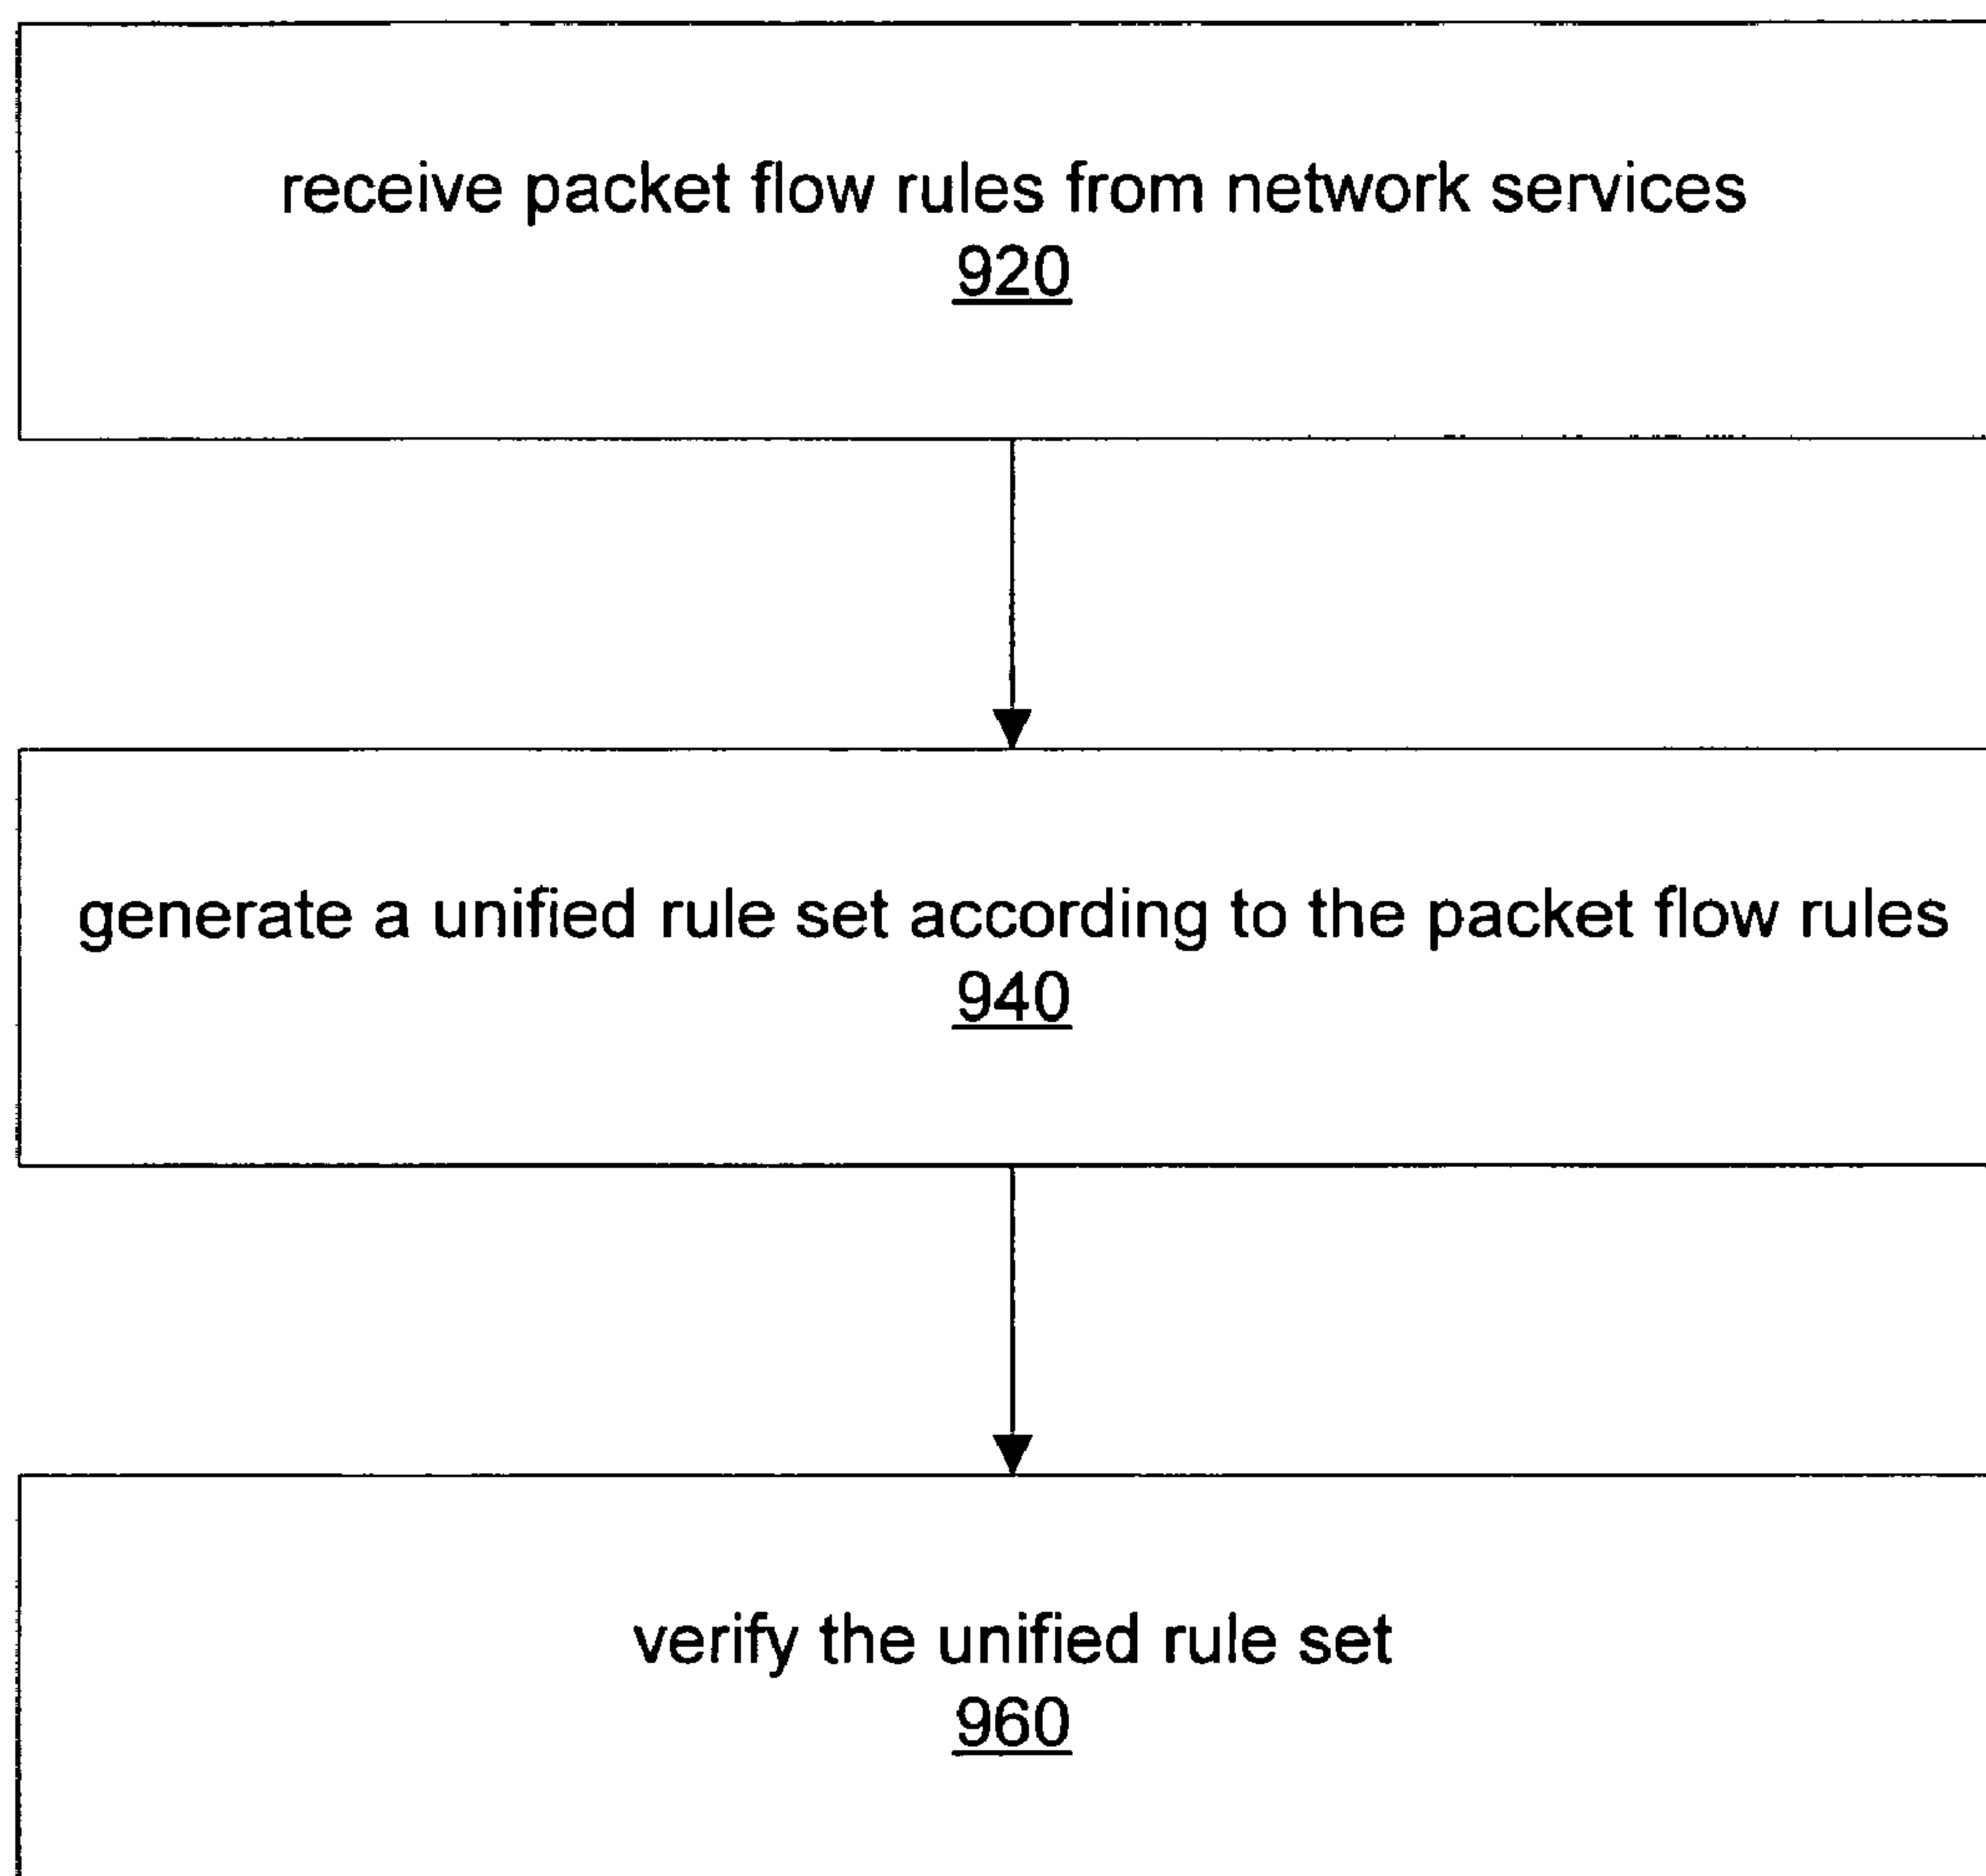 receive packet flow rules from network services
920
generate a unified rule set according to the packet flow rules
940
verify the unified rule set
960